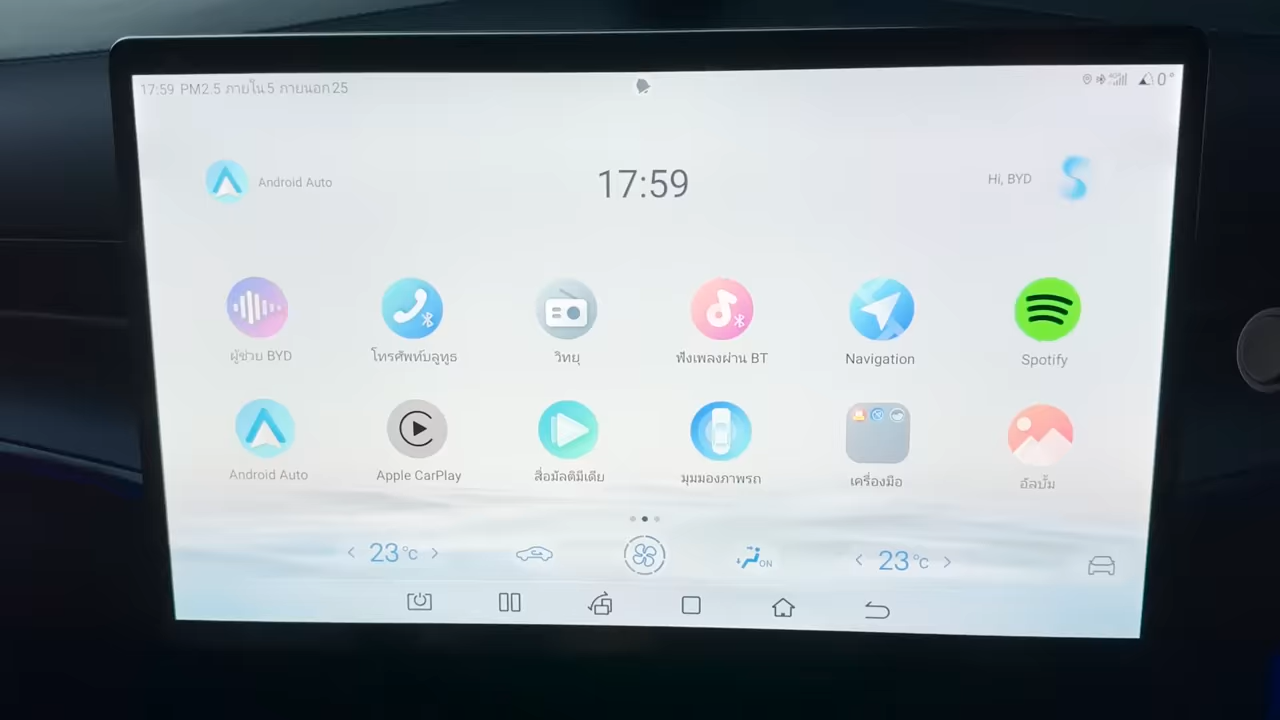 17:59 PM2.5 ภายใน 5 ภายนอก 25
0°
Android Auto
17:59
Hi, BYD
ผู้ช่วย BYD
โทรศัพท์บลูทูธ
วิทยุ
ฟังเพลงผ่าน BT
Navigation
Spotify
Android Auto
Apple CarPlay
สื่อมัลติมีเดีย
มุมมองภาพรถ
เครื่องมือ
อัลบั้ม
23°C
ON
23°C